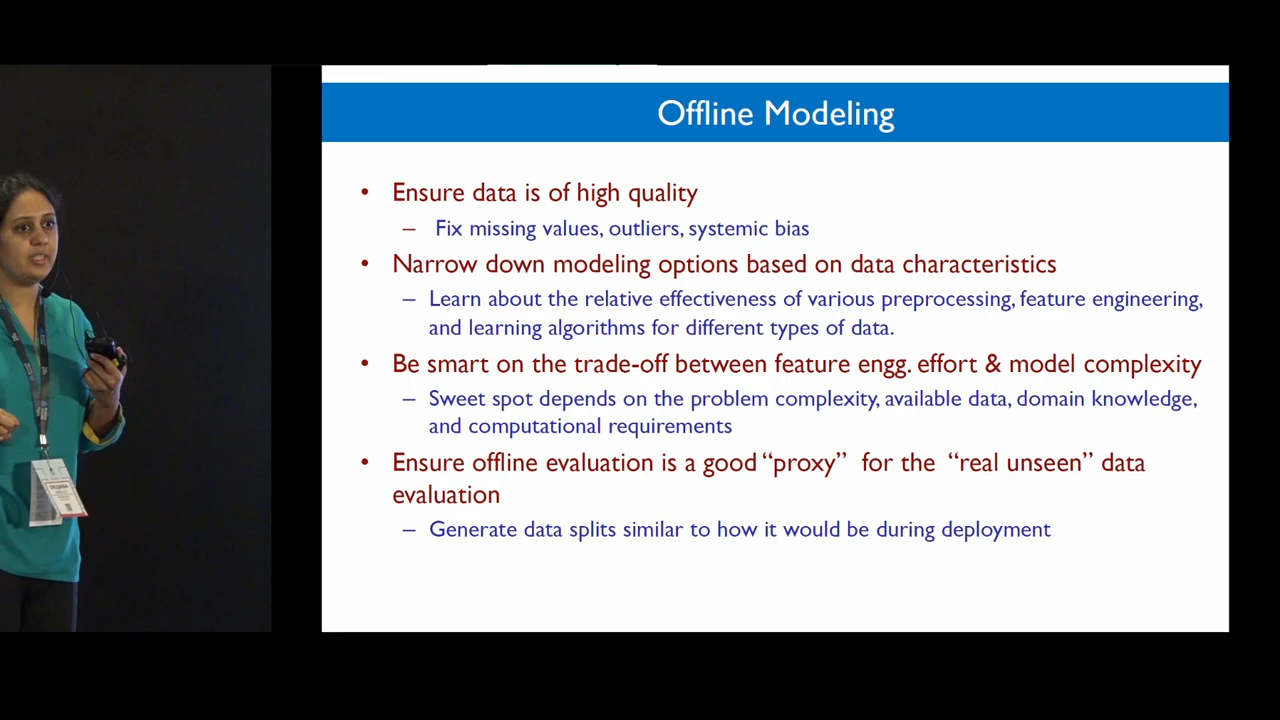 Offline Modeling
• Ensure data is of high quality
– Fix missing values, outliers, systemic bias
• Narrow down modeling options based on data characteristics
– Learn about the relative effectiveness of various preprocessing, feature engineering,
and learning algorithms for different types of data.
• Be smart on the trade-off between feature engg. effort & model complexity
– Sweet spot depends on the problem complexity, available data, domain knowledge,
and computational requirements
• Ensure offline evaluation is a good “proxy” for the “real unseen” data
evaluation
– Generate data splits similar to how it would be during deployment